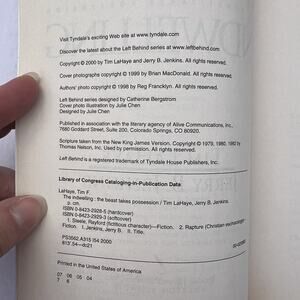 Visit Tyndale's exciting Web site at www.tyndale.com
Discover the latest about the Left Behind series at www.leftbehind.com
Copyright © 2000 by Tim LaHaye and Jerry B. Jenkins. All rights reserved.
Cover photographs copyright © 1999 by Brian MacDonald. All rights reserved.
Authors' photo copyright © 1998 by Reg Francklyn. All rights reserved.
Left Behind series designed by Catherine Bergstrom
Cover photo illustration by Julie Chen
Designed by Julie Chen
Published in association with the literary agency of Alive Communications, Inc.,
7680 Goddard Street, Suite 200, Colorado Springs, CO 80920.
Scripture taken from the New King James Version. Copyright © 1979, 1980, 1982 by
Thomas Nelson, Inc. Used by permission. All rights reserved.
Left Behind is a registered trademark of Tyndale House Publishers, Inc.
Library of Congress Cataloging-in-Publication Data
LaHaye, Tim F.
The indwelling : the beast takes possession / Tim LaHaye, Jerry B. Jenkins.
p. cm.
ISBN 0-8423-2928-5 (hardcover)
ISBN 0-8423-2929-3 (softcover)
1. Steele, Rayford (fictitious character)—Fiction. 2. Rapture (Christian eschatology)—
Fiction. I. Jenkins, Jerry B. II. Title.
PS3562.A315 I54 2000
813'.54—dc21
Printed in the United States of America
07 06 05 04
7 6